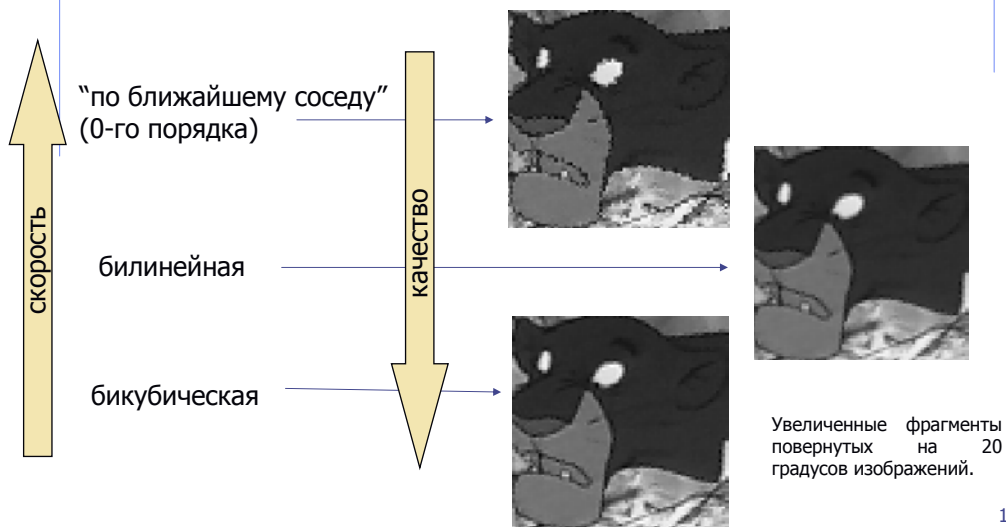 “по ближайшему соседу”
(0-го порядка)
скорость
качество
билинейная
бикубическая
Увеличенные фрагменты
повернутых на 20
градусов изображений.
1